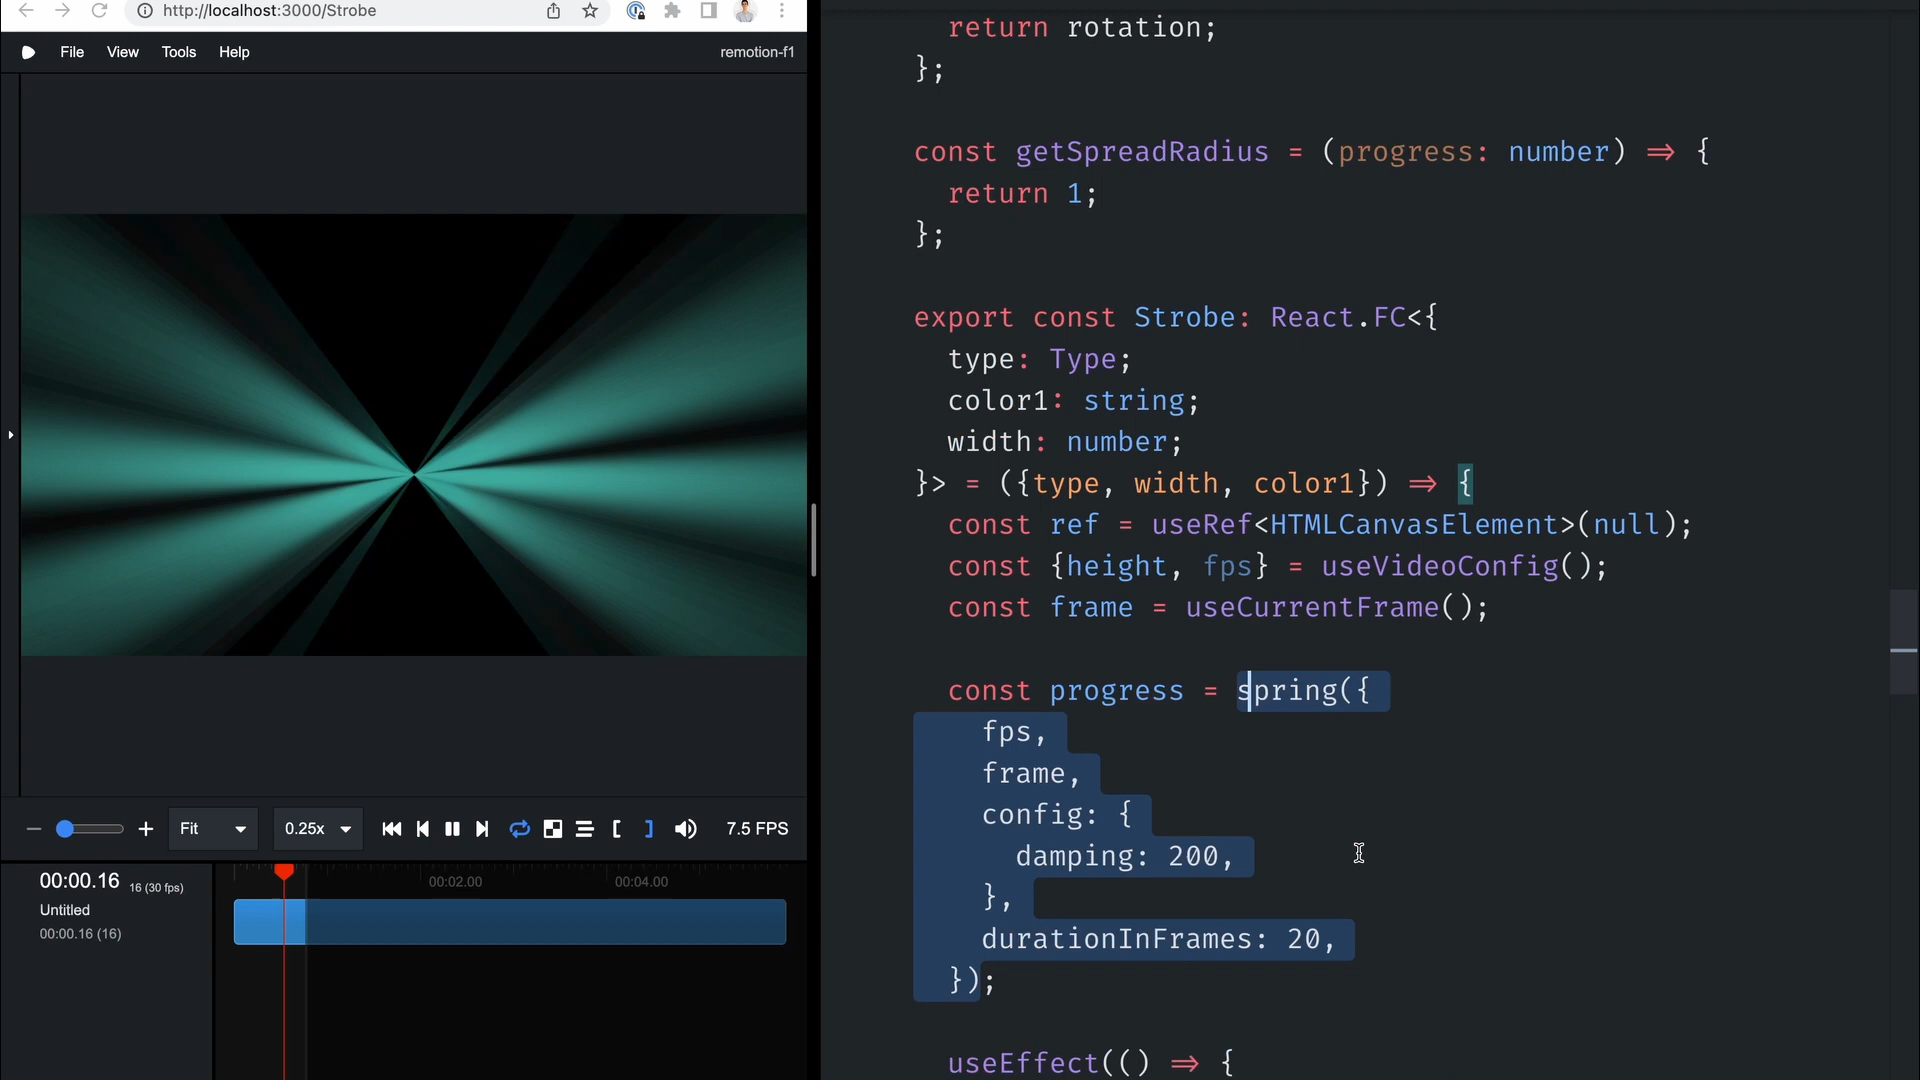 http://localhost:3000/Strobe
File View Tools Help remotion-f1
Fit 0.25x 7.5 FPS
00:00.16 16 (30 fps)
Untitled
00:00.16 (16)
00:02.00 00:04.00
return rotation;
};
const getSpreadRadius = (progress: number) ⇒ {
return 1;
};
export const Strobe: React.FC<{
type: Type;
color1: string;
width: number;
}> = ({type, width, color1}) ⇒ {
const ref = useRef<HTMLCanvasElement>(null);
const {height, fps} = useVideoConfig();
const frame = useCurrentFrame();
const progress = spring({
fps,
frame,
config: {
damping: 200,
},
durationInFrames: 20,
});
useEffect(() ⇒ {